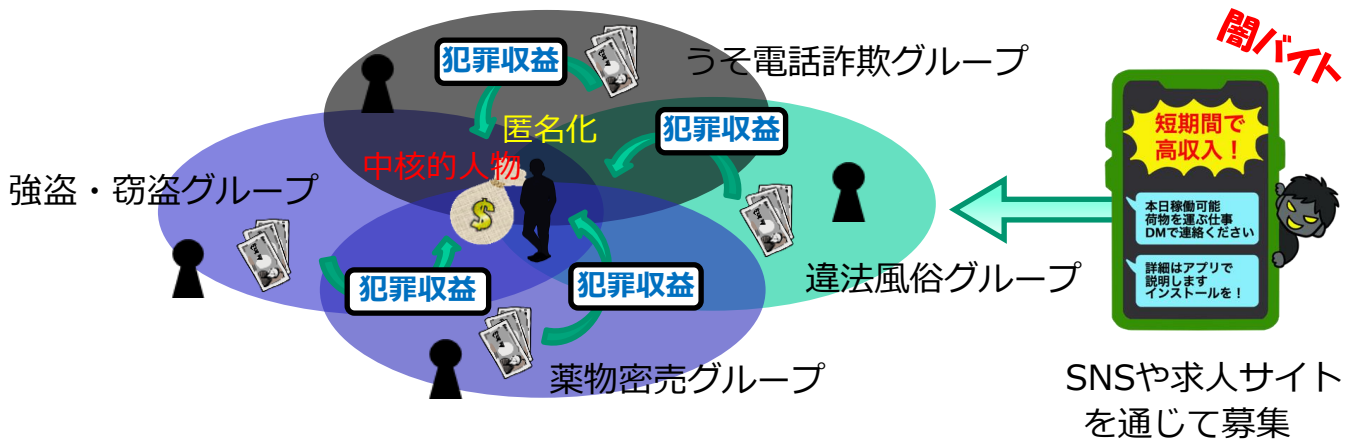 犯罪収益
うそ電話詐欺グループ
闇バイト
匿名化
犯罪収益
中核的人物
強盗・窃盗グループ
短期間で
高収入！
本日稼働可能
荷物を運ぶ仕事
DMで連絡ください
犯罪収益
犯罪収益
違法風俗グループ
詳細はアプリで
説明します
インストールを！
薬物密売グループ
SNSや求人サイト
を通じて募集